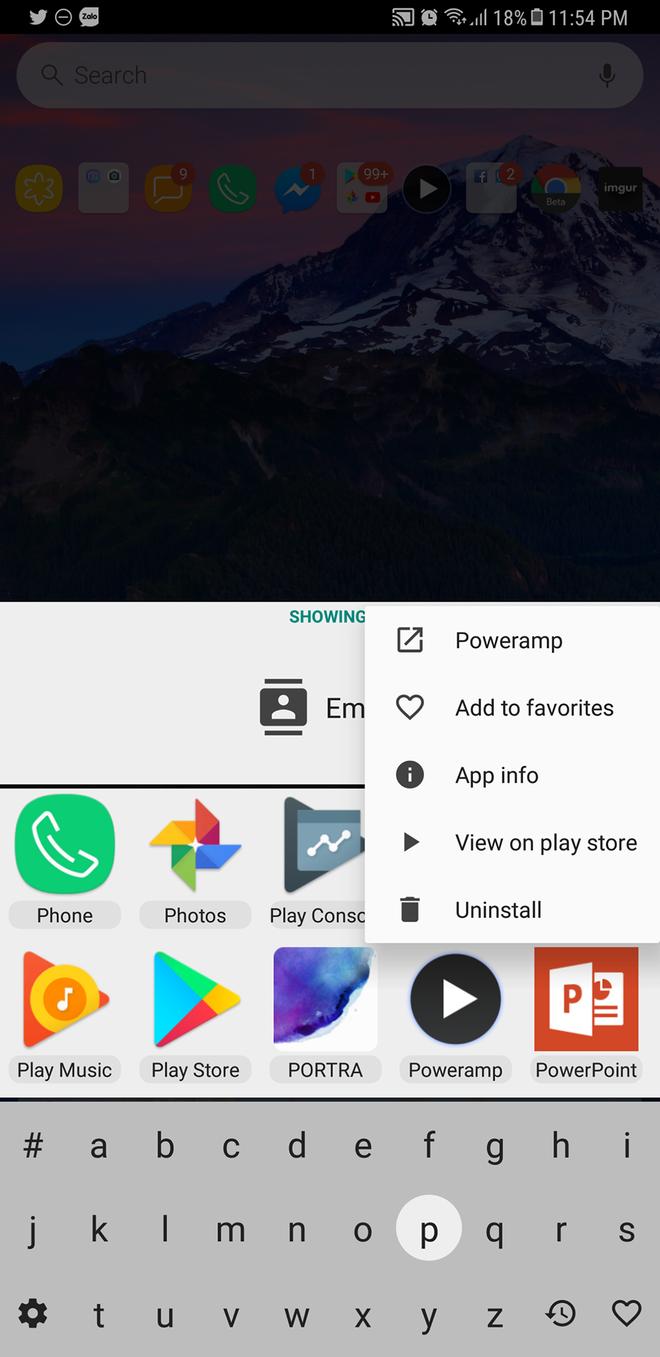 Zalo 18% 11:54 PM
Search
9 1 99+ 2
Beta imgur
SHOWING
Poweramp
Em
Add to favorites
App info
View on play store
Uninstall
Phone Photos Play Conso
P
Play Music Play Store PORTRA Poweramp PowerPoint
# a b c d e f g h i
j k l m n o p q r s
t u v w x y z